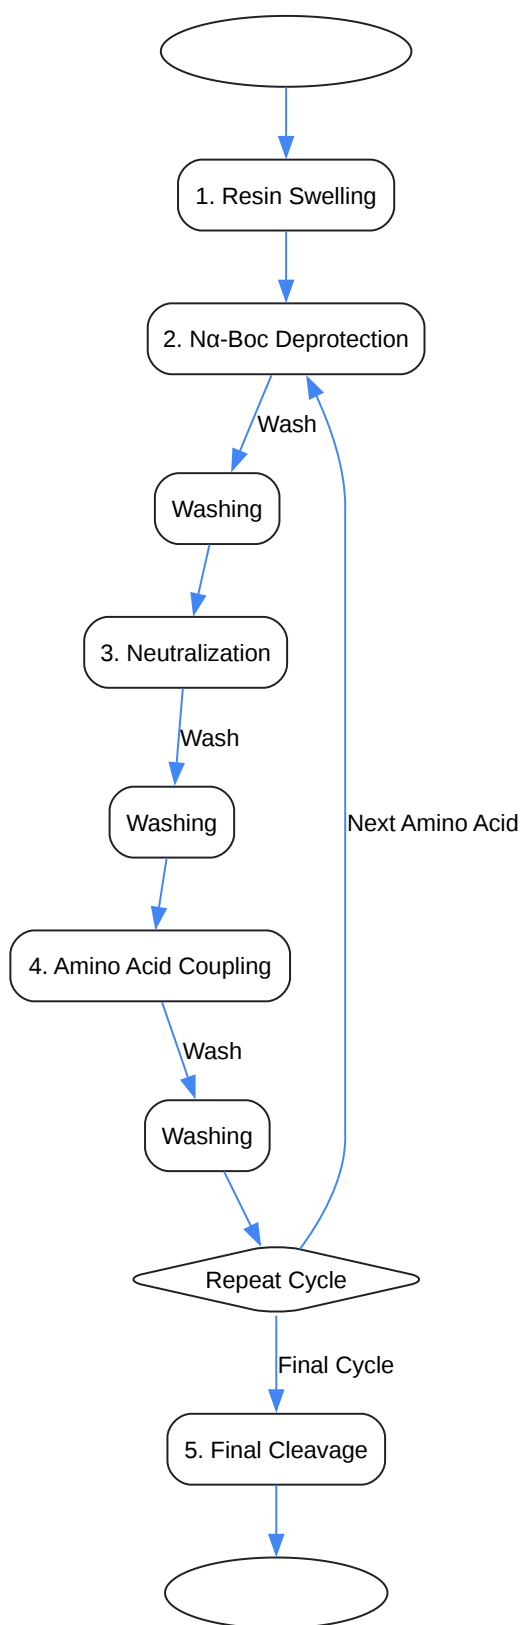 1. Resin Swelling
2. Nα-Boc Deprotection
Wash
Washing
3. Neutralization
Wash
Washing
Next Amino Acid
4. Amino Acid Coupling
Wash
Washing
Repeat Cycle
Final Cycle
5. Final Cleavage